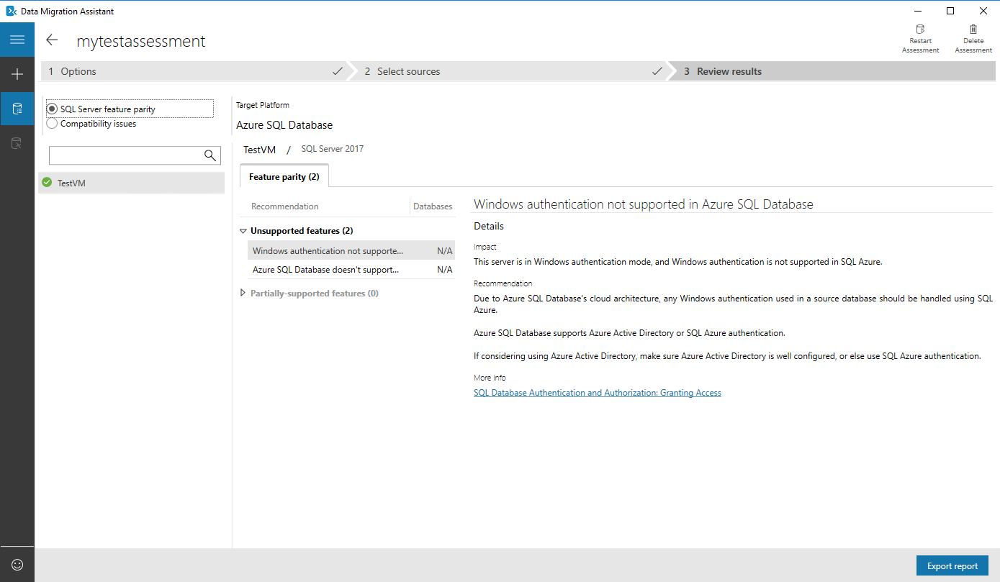 Data Migration Assistant
mytestassessment
Restart
Assessment
Delete
Assessment
1 Options
2 Select sources
3 Review results
SQL Server feature parity
Compatibility issues
TestVM
Target Platform
Azure SQL Database
TestVM / SQL Server 2017
Feature parity (2)
Recommendation Databases
Unsupported features (2)
Windows authentication not supporte... N/A
Azure SQL Database doesn't support... N/A
Partially-supported features (0)
Windows authentication not supported in Azure SQL Database
Details
Impact
This server is in Windows authentication mode, and Windows authentication is not supported in SQL Azure.
Recommendation
Due to Azure SQL Database's cloud architecture, any Windows authentication used in a source database should be handled using SQL
Azure.
Azure SQL Database supports Azure Active Directory or SQL Azure authentication.
If considering using Azure Active Directory, make sure Azure Active Directory is well configured, or else use SQL Azure authentication.
More info
SQL Database Authentication and Authorization: Granting Access
Export report